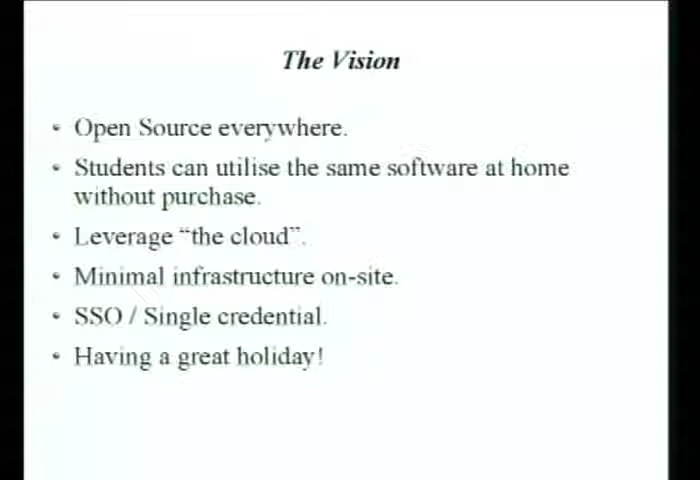 The Vision
• Open Source everywhere.
• Students can utilise the same software at home
without purchase.
• Leverage “the cloud”.
• Minimal infrastructure on-site.
• SSO / Single credential.
• Having a great holiday!